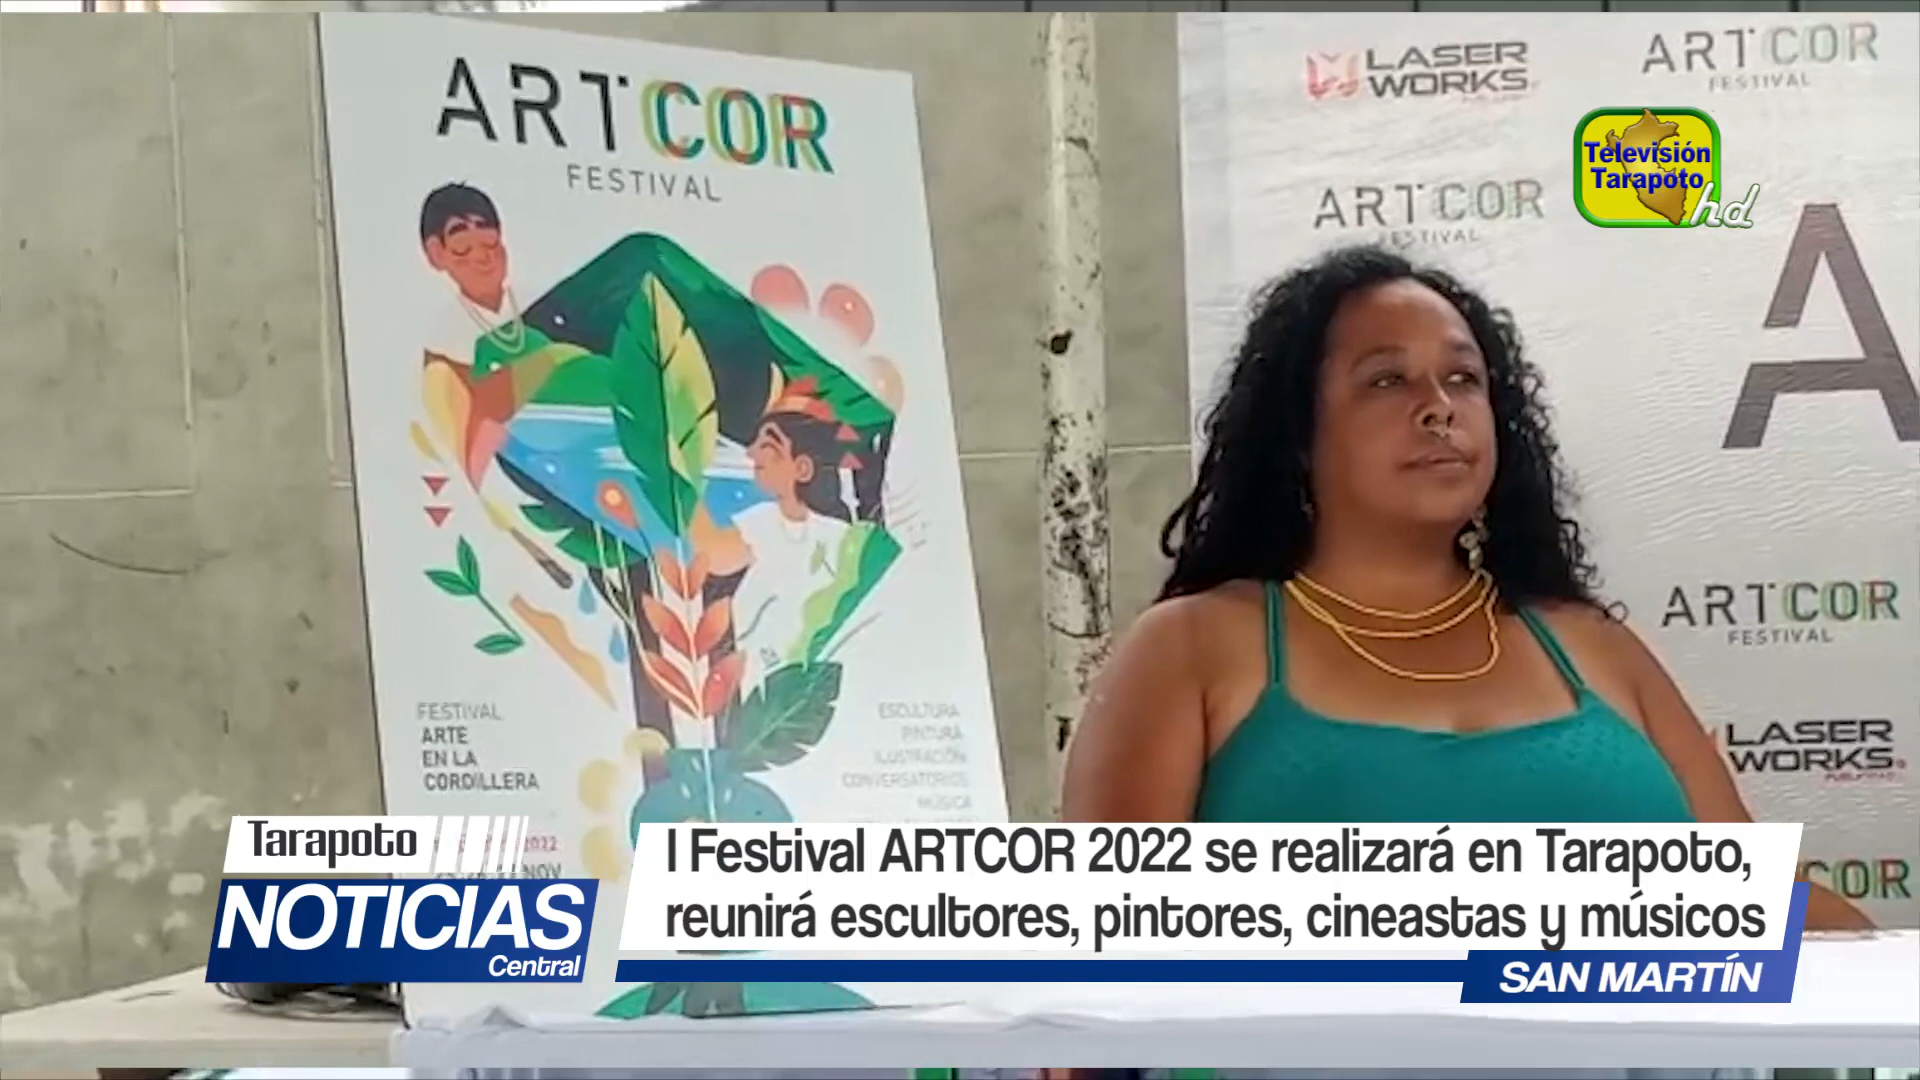 ARTCOR
FESTIVAL
LASER
WORKS
ARTCOR
FESTIVAL
Televisión
Tarapoto
hd
ARTCOR
FESTIVAL
A
ARTCOR
FESTIVAL
FESTIVAL
ARTE
EN LA
CORDILLERA
ESCULTURA
PINTURA
ILUSTRACIÓN
CONVERSATORIOS
MÚSICA
LASER
WORKS
COR
2022
NOV
Tarapoto
NOTICIAS
Central
I Festival ARTCOR 2022 se realizará en Tarapoto,
reunirá escultores, pintores, cineastas y músicos
SAN MARTÍN